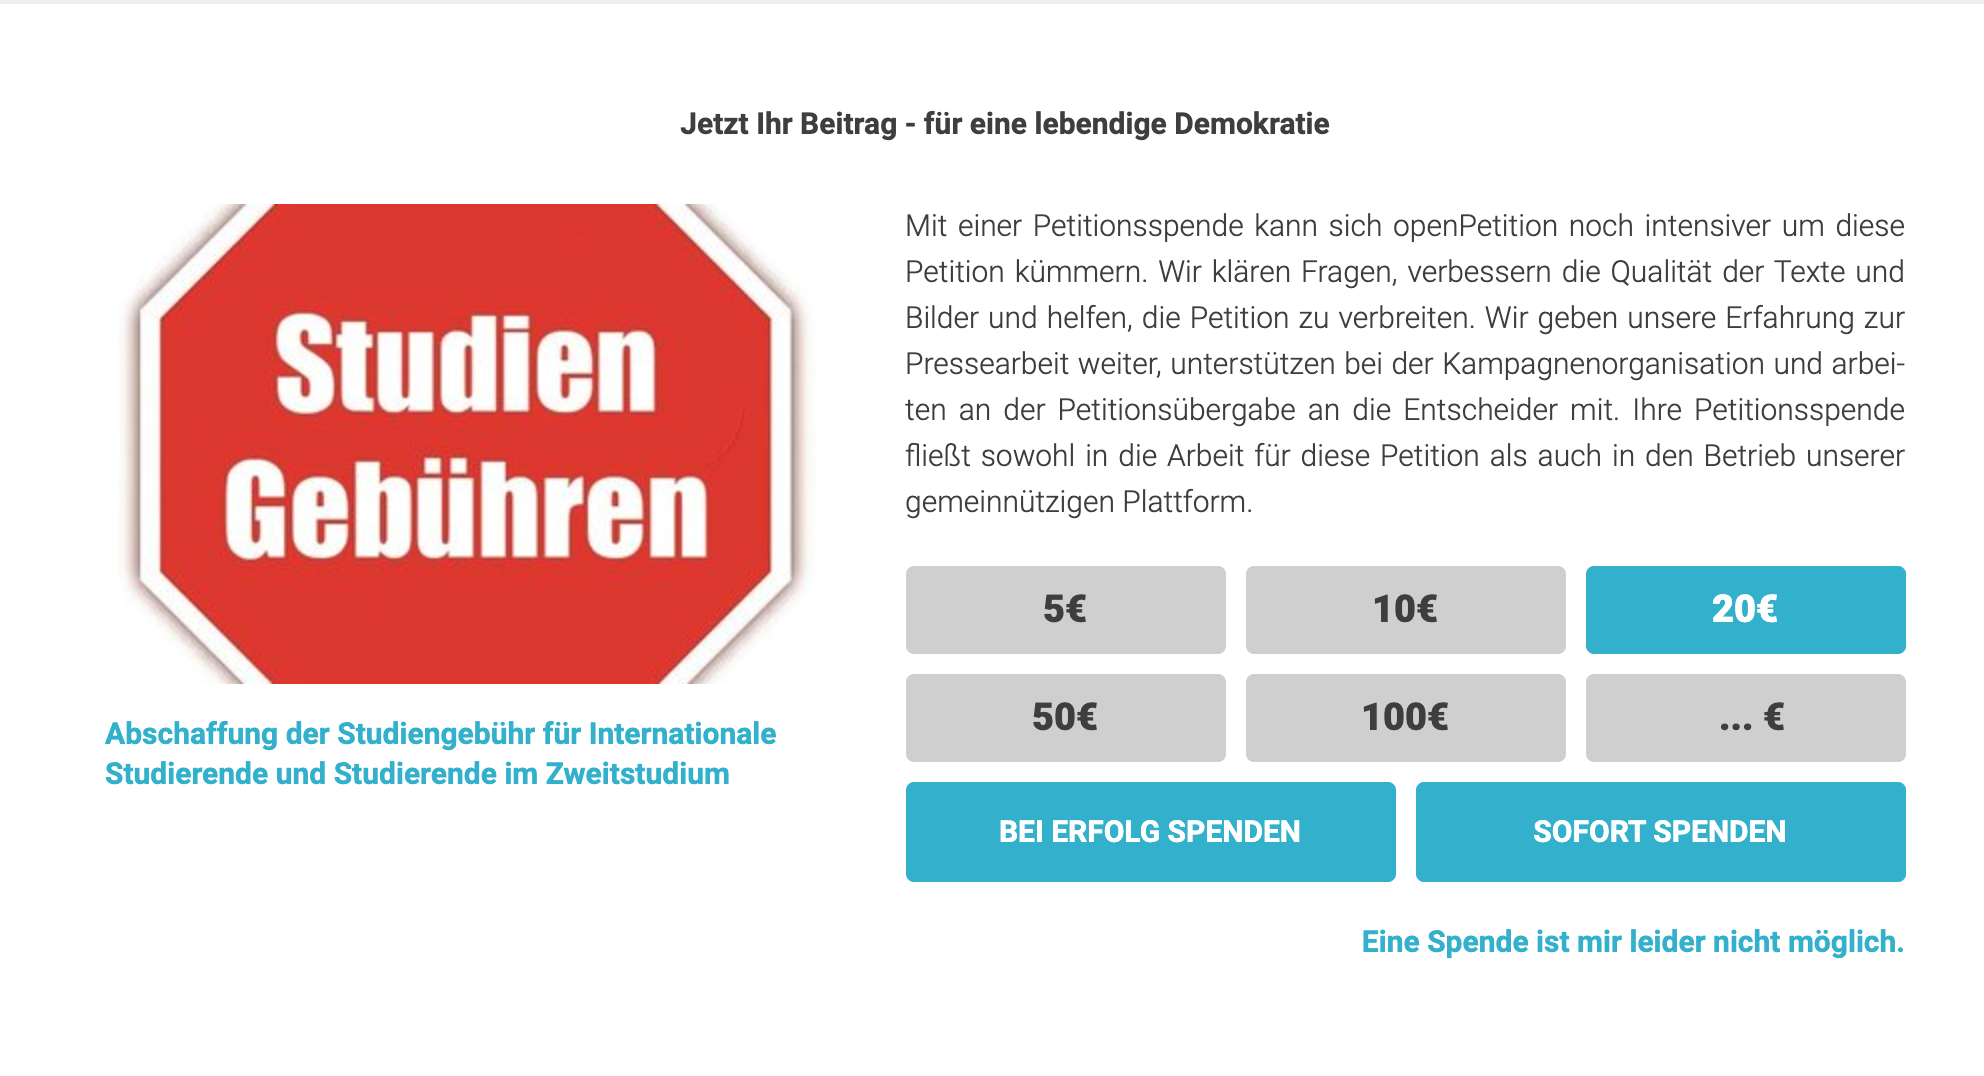 Jetzt Ihr Beitrag - für eine lebendige Demokratie
Studien
Gebühren
Abschaffung der Studiengebühr für Internationale
Studierende und Studierende im Zweitstudium
Mit einer Petitionsspende kann sich openPetition noch intensiver um diese
Petition kümmern. Wir klären Fragen, verbessern die Qualität der Texte und
Bilder und helfen, die Petition zu verbreiten. Wir geben unsere Erfahrung zur
Pressearbeit weiter, unterstützen bei der Kampagnenorganisation und arbei-
ten an der Petitionsübergabe an die Entscheider mit. Ihre Petitionsspende
fließt sowohl in die Arbeit für diese Petition als auch in den Betrieb unserer
gemeinnützigen Plattform.
5€ 10€ 20€
50€ 100€ ... €
BEI ERFOLG SPENDEN SOFORT SPENDEN
Eine Spende ist mir leider nicht möglich.